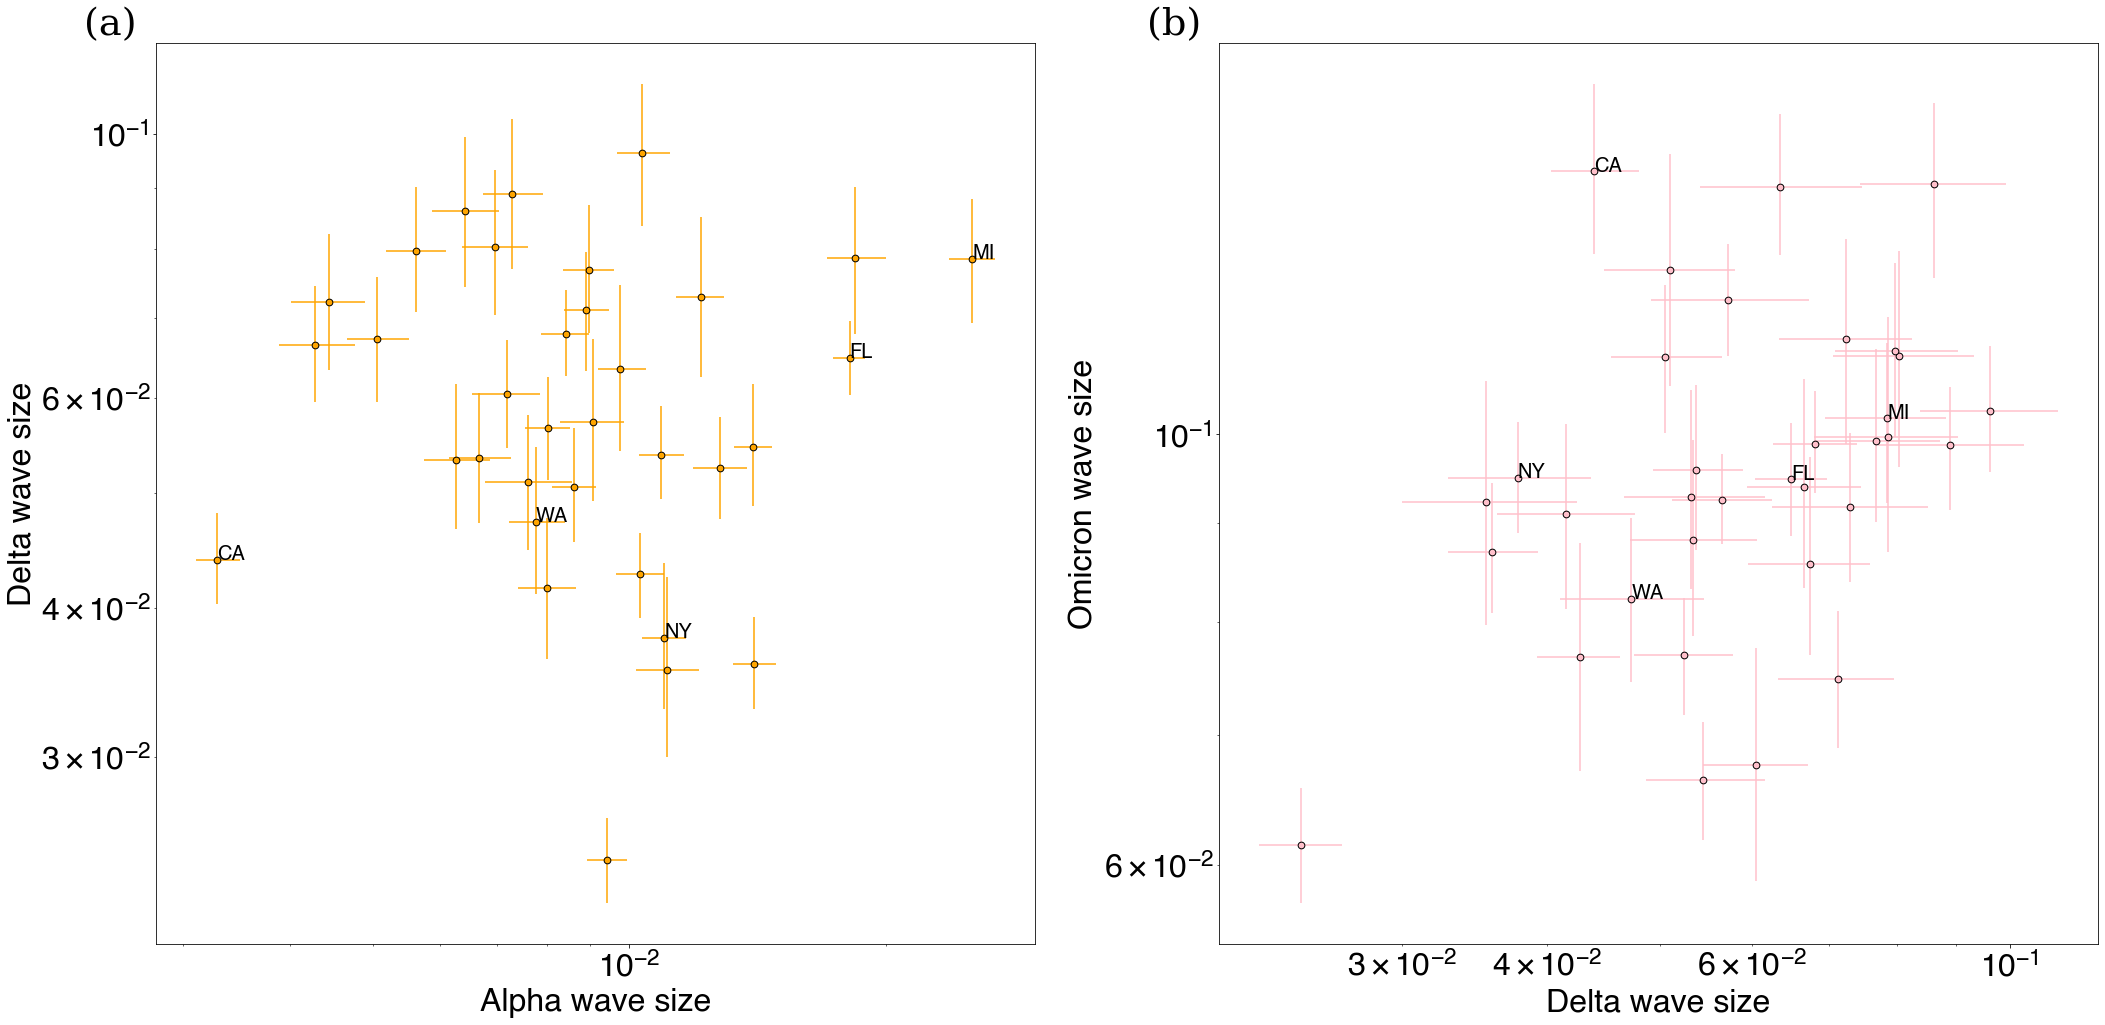 (a)
10⁻¹
6×10⁻²
4×10⁻²
3×10⁻²
Delta wave size
MI
FL
WA
CA
NY
10⁻²
Alpha wave size
(b)
10⁻¹
6×10⁻²
Omicron wave size
CA
MI
NY
FL
WA
3×10⁻² 4×10⁻² 6×10⁻² 10⁻¹
Delta wave size